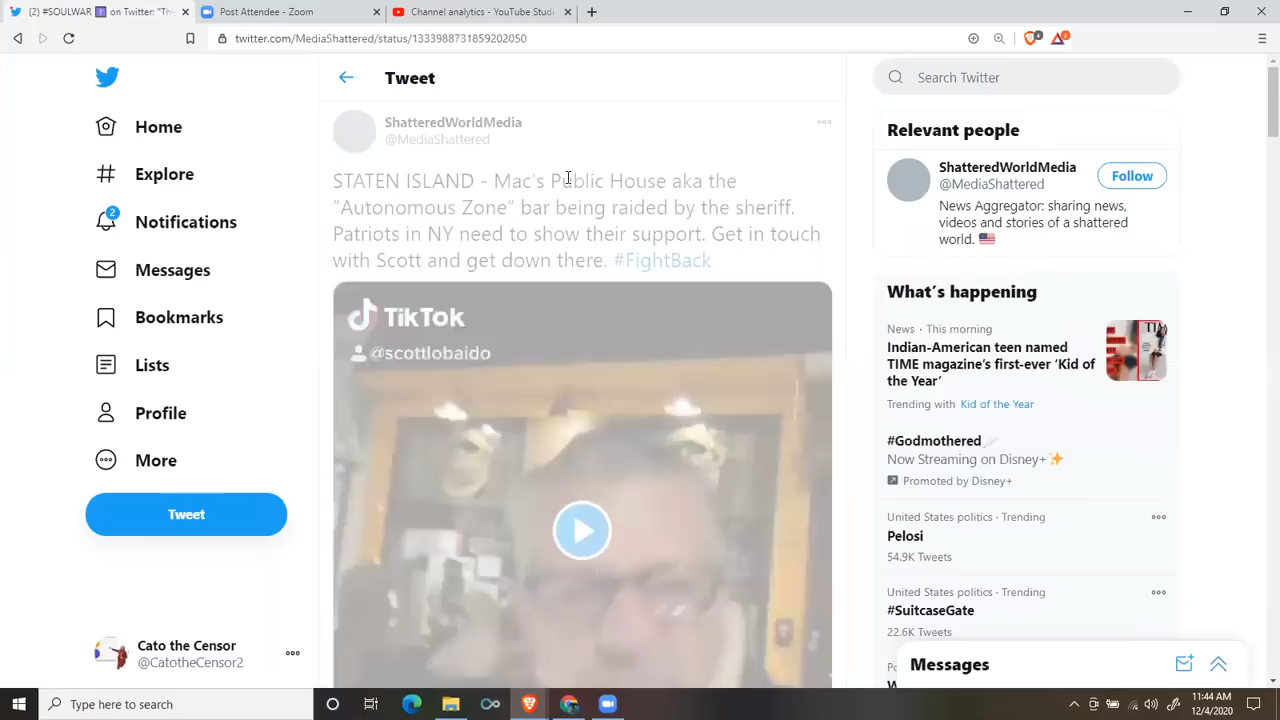 (2) #SOULWAR on Twitter: "Th
Post Attendee - Zoom
Channel analytics - YouTube Studi
twitter.com/MediaShattered/status/1333988731859202050
4
2
Tweet
Search Twitter
Home
Explore
2
Notifications
Messages
Bookmarks
Lists
Profile
More
Tweet
Cato the Censor
@CatotheCensor2
ShatteredWorldMedia
@MediaShattered
STATEN ISLAND - Mac's Public House aka the
"Autonomous Zone" bar being raided by the sheriff.
Patriots in NY need to show their support. Get in touch
with Scott and get down there. #FightBack
TikTok
@scottlobaido
Relevant people
ShatteredWorldMedia
@MediaShattered
Follow
News Aggregator: sharing news,
videos and stories of a shattered
world. 🇺🇸
What's happening
News · This morning
Indian-American teen named
TIME magazine's first-ever 'Kid of
the Year'
Trending with Kid of the Year
#Godmothered
Now Streaming on Disney+✨
Promoted by Disney+
United States politics · Trending
Pelosi
54.9K Tweets
United States politics · Trending
#SuitcaseGate
22.6K Tweets
Messages
Type here to search
11:44 AM
12/4/2020